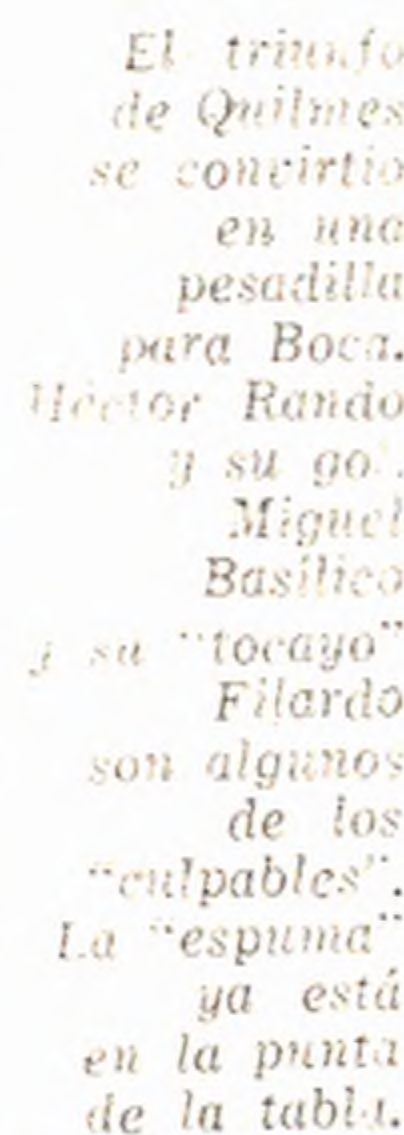 El triunfo
de Quilmes
se convirtio
en una
pesadilla
para Boca.
Héctor Rando
y su gol.
Miguel
Basílico
y su "tocayo"
Filardo
son algunos
de los
"culpables".
La "espuma"
ya está
en la punta
de la tabla.